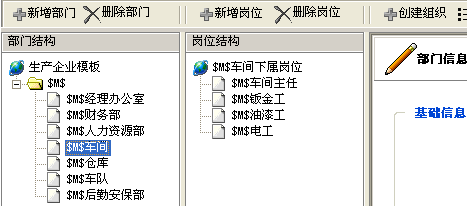 新增部门 删除部门 新增岗位 删除岗位 创建组织
部门结构
生产企业模板
$M$
$M$经理办公室
$M$财务部
$M$人力资源部
$M$车间
$M$仓库
$M$车队
$M$后勤安保部
岗位结构
$M$车间下属岗位
$M$车间主任
$M$钣金工
$M$油漆工
$M$电工
部门信息
基础信息